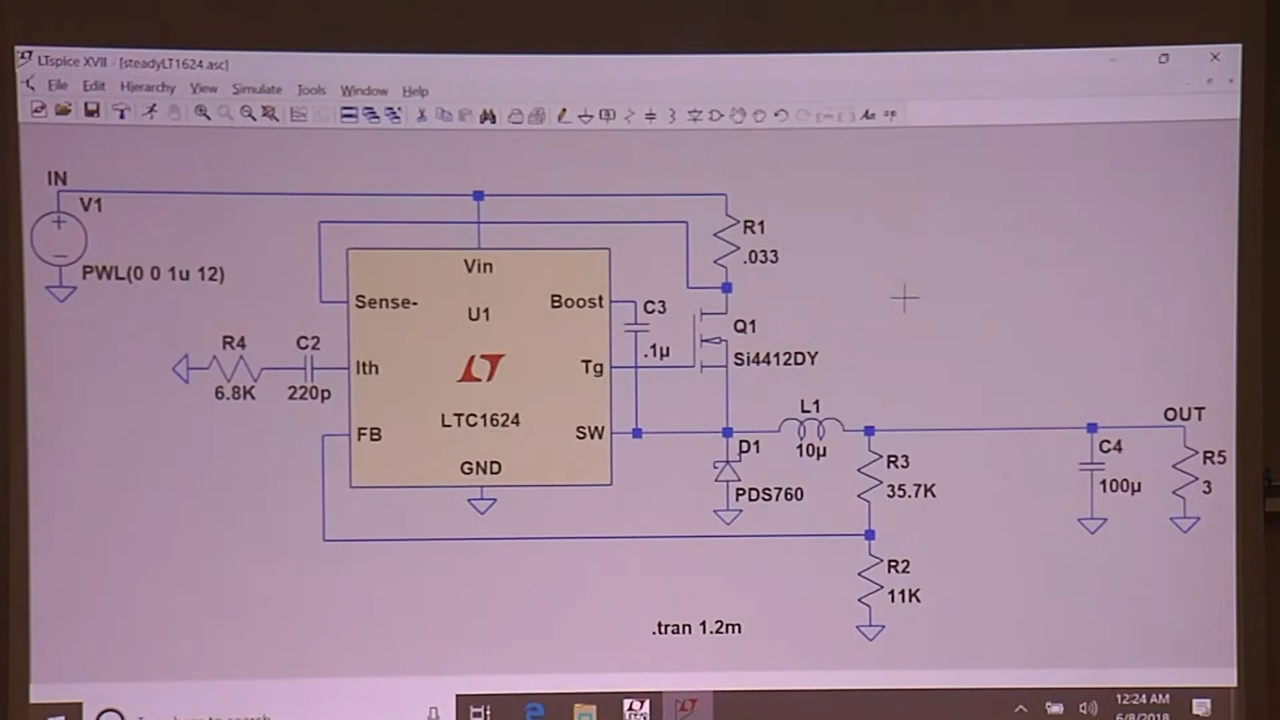 LTspice XVII - [steadyLT1624.asc]
File Edit Hierarchy View Simulate Tools Window Help
IN
V1
PWL(0 0 1u 12)
R1
.033
Vin
Sense-
Boost
U1
C3
.1µ
Q1
Si4412DY
R4
6.8K
C2
220p
Ith
Tg
LTC1624
FB
SW
GND
L1
10µ
D1
PDS760
R3
35.7K
OUT
C4
100µ
R5
3
R2
11K
.tran 1.2m
12:24 AM
6/8/2018